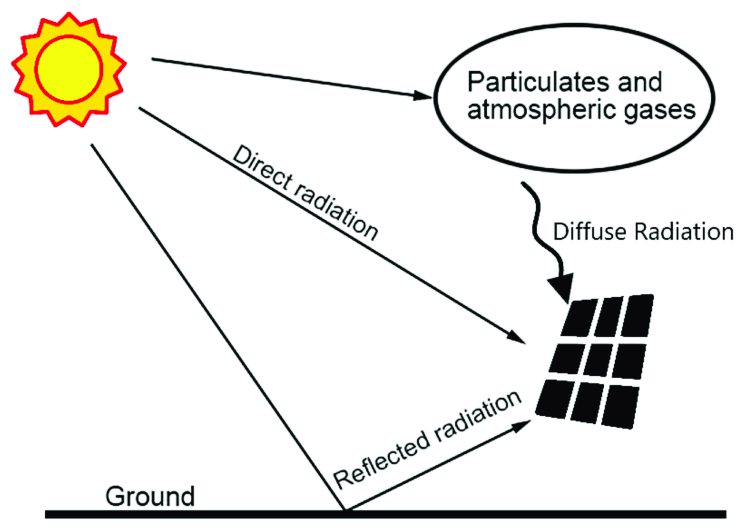 Particulates and
atmospheric gases
Direct radiation
Diffuse Radiation
Reflected radiation
Ground